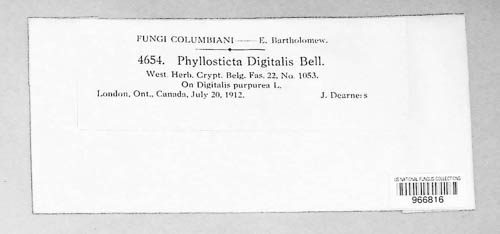 FUNGI COLUMBIANI—E. Bartholomew.
4654. Phyllosticta Digitalis Bell.
West. Herb. Crypt. Belg. Fas. 22, No. 1053.
On Digitalis purpurea L.
London, Ont., Canada, July 20, 1912. J. Dearness
US NATIONAL FUNGUS COLLECTIONS
966816